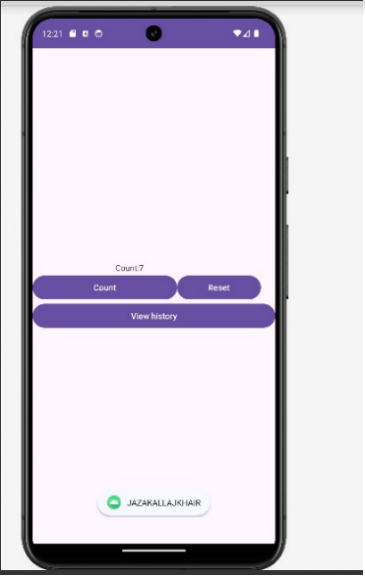 12:21
Count:7
Count Reset
View history
JAZAKALLAJKHAIR